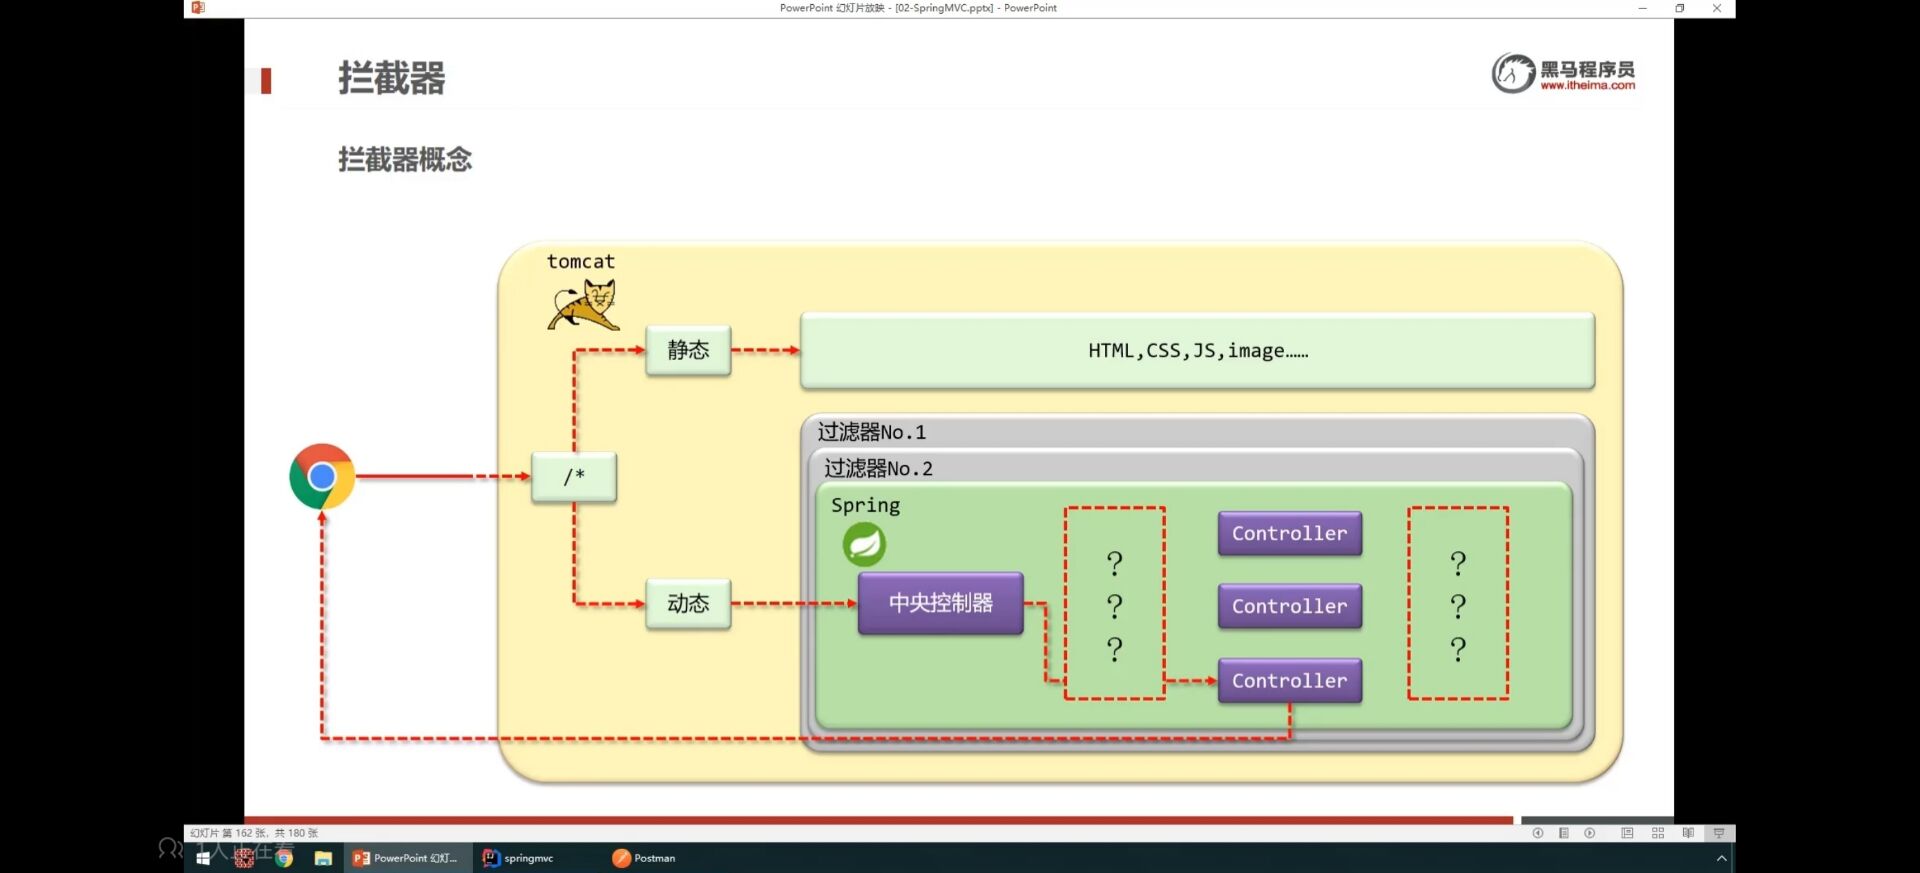 PowerPoint 幻灯片放映 - [02-SpringMVC.pptx] - PowerPoint
拦截器
黑马程序员
www.itheima.com
拦截器概念
tomcat
静态
HTML,CSS,JS,image……
过滤器No.1
/*
过滤器No.2
Spring
Controller
?
?
动态
中央控制器
?
Controller
?
?
?
Controller
幻灯片 第 162 张，共 180 张
1人正在看
PowerPoint 幻灯...
springmvc
Postman